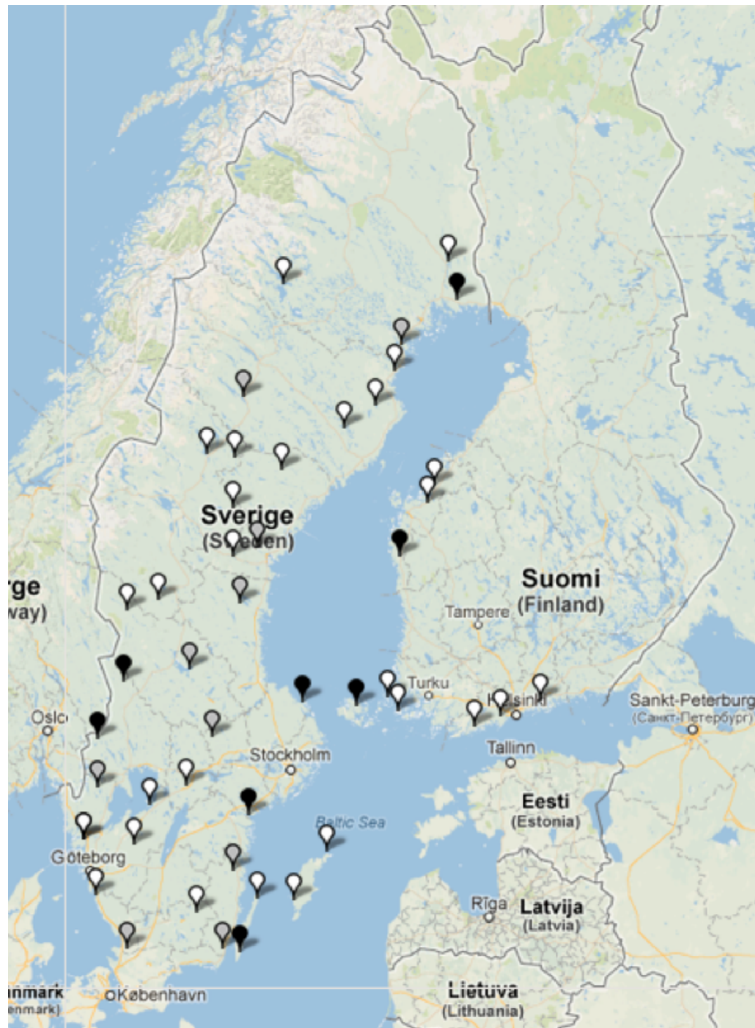 Sverige
(Sweden)
rge
way)
Suomi
(Finland)
Tampere
Turku
Helsinki
Oslo
Sankt-Peterburg
(Санкт-Петербург)
Stockholm
Tallinn
Baltic Sea
Eesti
(Estonia)
Göteborg
Rīga
Latvija
(Latvia)
København
nmark
enmark)
Lietuva
(Lithuania)